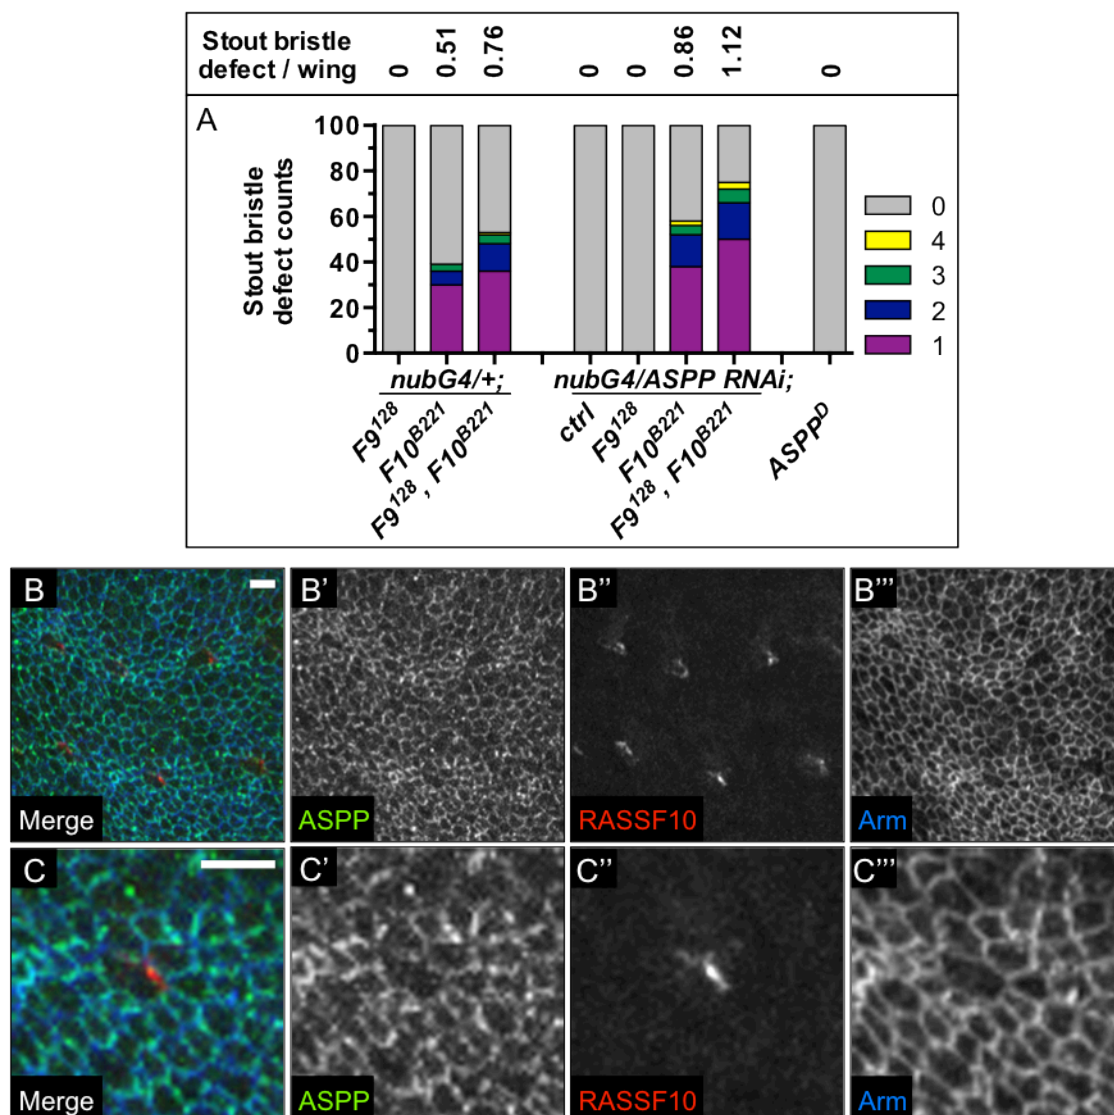 Stout bristle
defect / wing
0
0.51
0.76
0
0
0.86
1.12
0
A
Stout bristle
defect counts
100
80
60
40
20
0
0
4
3
2
1
nubG4/+;
nubG4/ASPP RNAi;
F9¹²⁸
F10ᴮ²²¹
F9¹²⁸, F10ᴮ²²¹
ctrl
F9¹²⁸
F10ᴮ²²¹
F9¹²⁸, F10ᴮ²²¹
ASPPᴰ
B
Merge
B’
ASPP
B’’
RASSF10
B’’’
Arm
C
Merge
C’
ASPP
C’’
RASSF10
C’’’
Arm